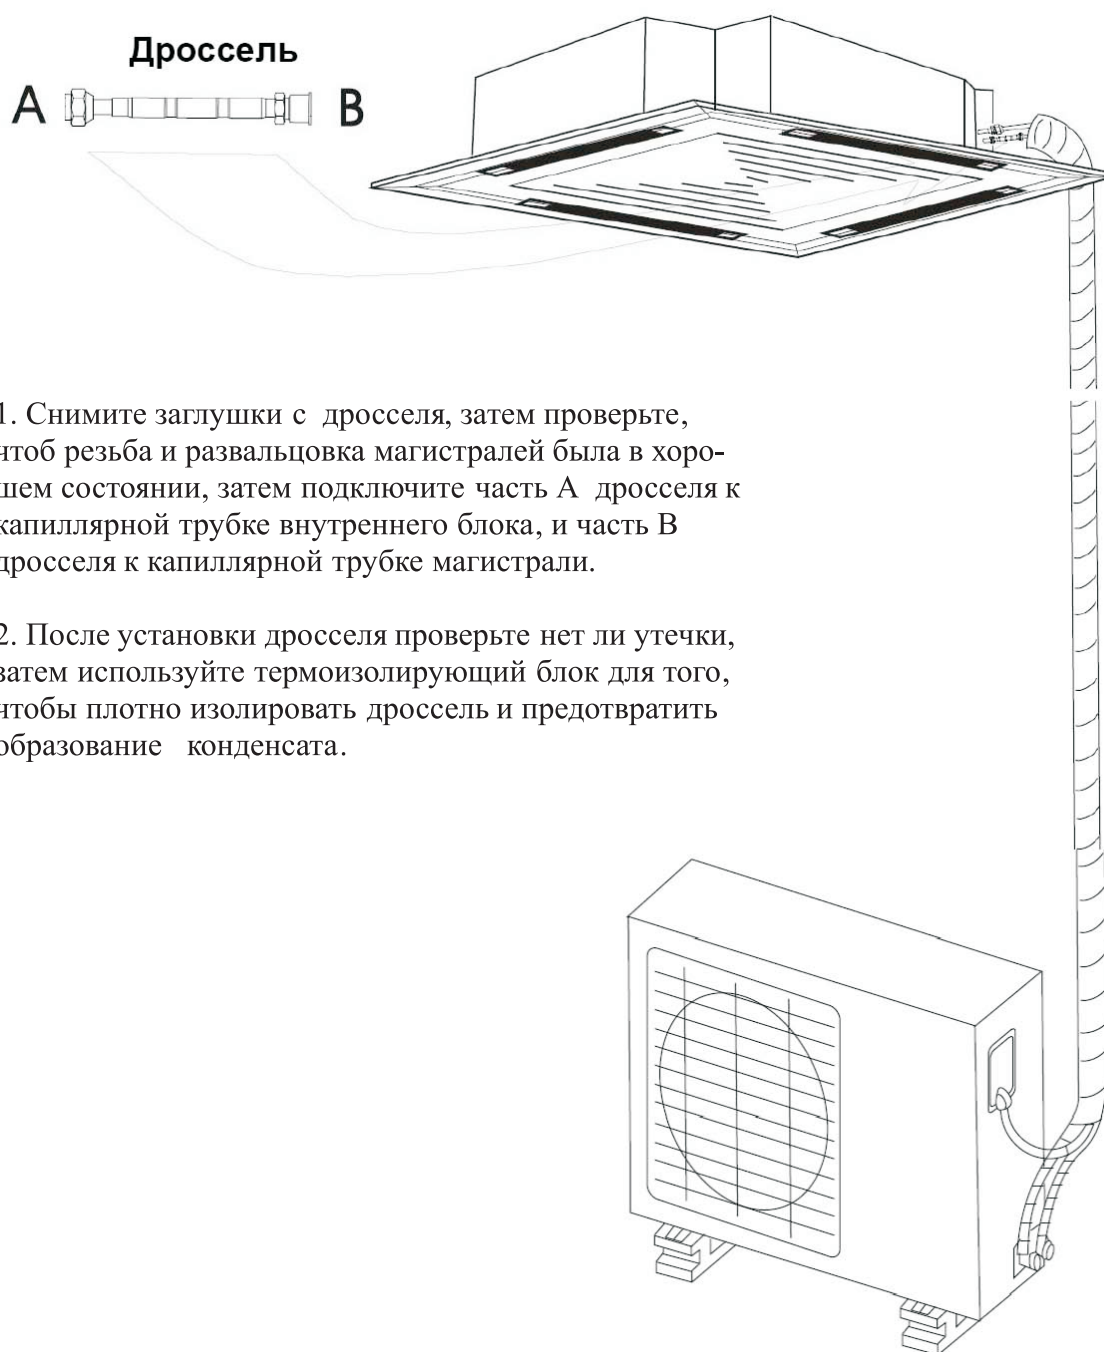 Дроссель
A B
1. Снимите заглушки с дросселя, затем проверьте,
чтоб резьба и развальцовка магистралей была в хоро-
шем состоянии, затем подключите часть А дросселя к
капиллярной трубке внутреннего блока, и часть В
дросселя к капиллярной трубке магистрали.
2. После установки дросселя проверьте нет ли утечки,
затем используйте термоизолирующий блок для того,
чтобы плотно изолировать дроссель и предотвратить
образование конденсата.